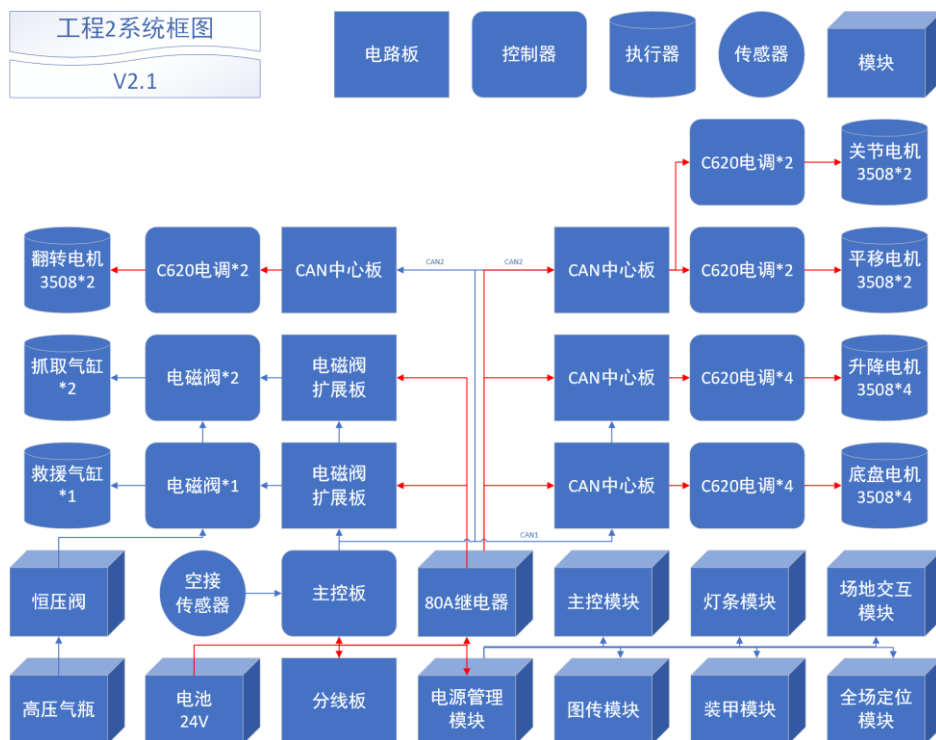 工程2系统框图
V2.1
电路板
控制器
执行器
传感器
模块
C620电调*2
关节电机
3508*2
翻转电机
3508*2
C620电调*2
CAN中心板
CAN2
CAN2
CAN中心板
C620电调*2
平移电机
3508*2
抓取气缸
*2
电磁阀*2
电磁阀
扩展板
CAN中心板
C620电调*4
升降电机
3508*4
救援气缸
*1
电磁阀*1
电磁阀
扩展板
CAN中心板
C620电调*4
底盘电机
3508*4
CAN1
恒压阀
空接
传感器
主控板
80A继电器
主控模块
灯条模块
场地交互
模块
高压气瓶
电池
24V
分线板
电源管理
模块
图传模块
装甲模块
全场定位
模块